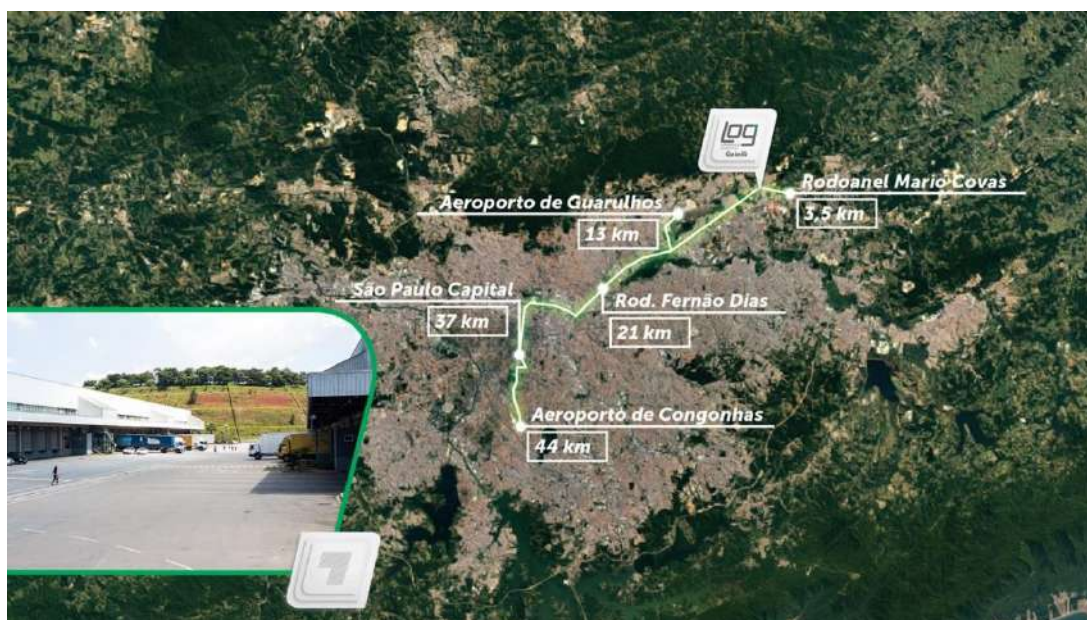 Log
Rodoanel Mario Covas
3,5 km
Aeroporto de Guarulhos
13 km
São Paulo Capital
37 km
Rod. Fernão Dias
21 km
Aeroporto de Congonhas
44 km